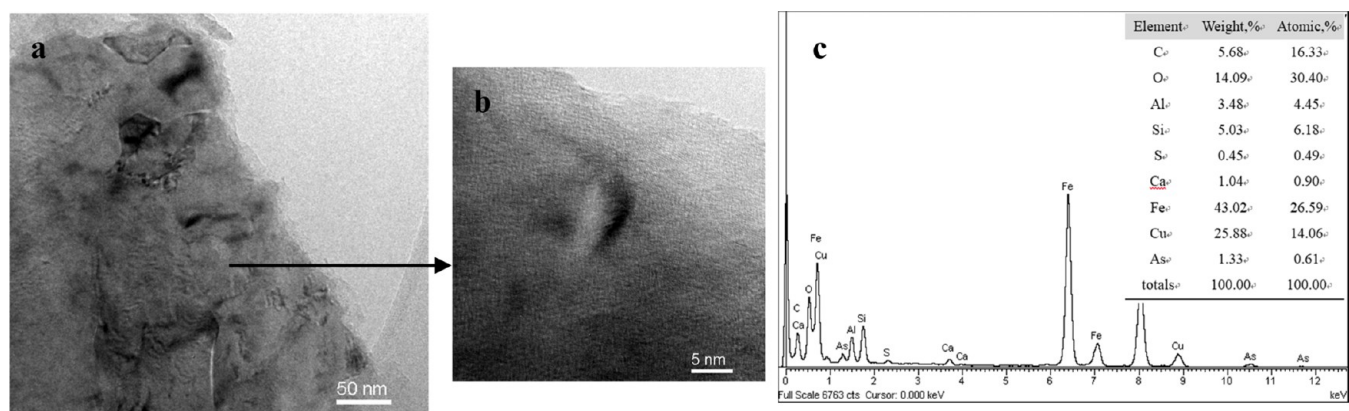 a
50 nm
b
5 nm
c
Element Weight,% Atomic,%
C 5.68 16.33
O 14.09 30.40
Al 3.48 4.45
Si 5.03 6.18
S 0.45 0.49
Ca 1.04 0.90
Fe 43.02 26.59
Cu 25.88 14.06
As 1.33 0.61
totals 100.00 100.00
Fe
Fe
Cu
O
C
Ca
As
Al
Si
S
Ca
Ca
Fe
Cu
As
As
0 1 2 3 4 5 6 7 8 9 10 11 12
Full Scale 6763 cts Cursor: 0.000 keV keV